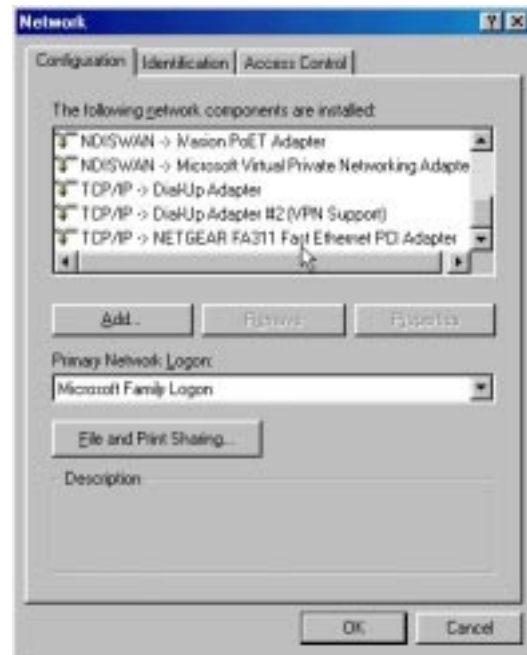 Network
Configuration Identification Access Control
The following network components are installed:
NDISWAN -> iVasion PoET Adapter
NDISWAN -> Microsoft Virtual Private Networking Adapte
TCP/IP -> Dial-Up Adapter
TCP/IP -> Dial-Up Adapter #2 (VPN Support)
TCP/IP -> NETGEAR FA311 Fast Ethernet PCI Adapter
Add... Remove Properties
Primary Network Logon:
Microsoft Family Logon
File and Print Sharing...
Description
OK Cancel